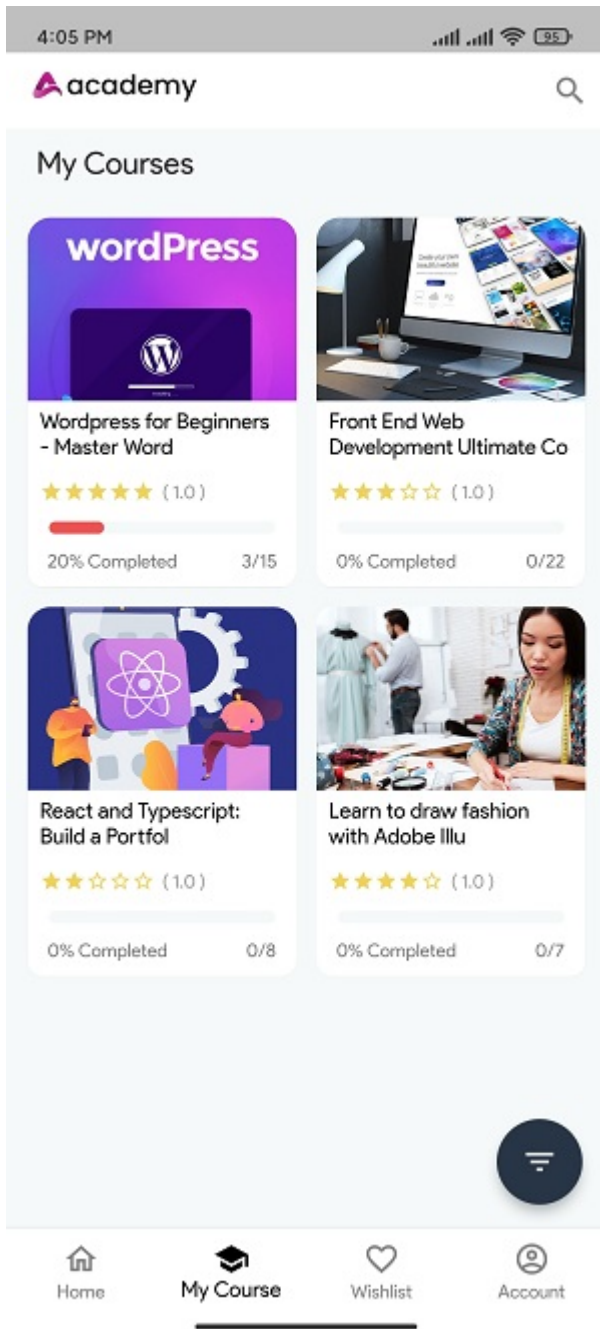 4:05 PM
95
academy
My Courses
wordPress
Wordpress for Beginners
- Master Word
( 1.0 )
20% Completed 3/15
Front End Web
Development Ultimate Co
( 1.0 )
0% Completed 0/22
React and Typescript:
Build a Portfol
( 1.0 )
0% Completed 0/8
Learn to draw fashion
with Adobe Illu
( 1.0 )
0% Completed 0/7
Home
My Course
Wishlist
Account